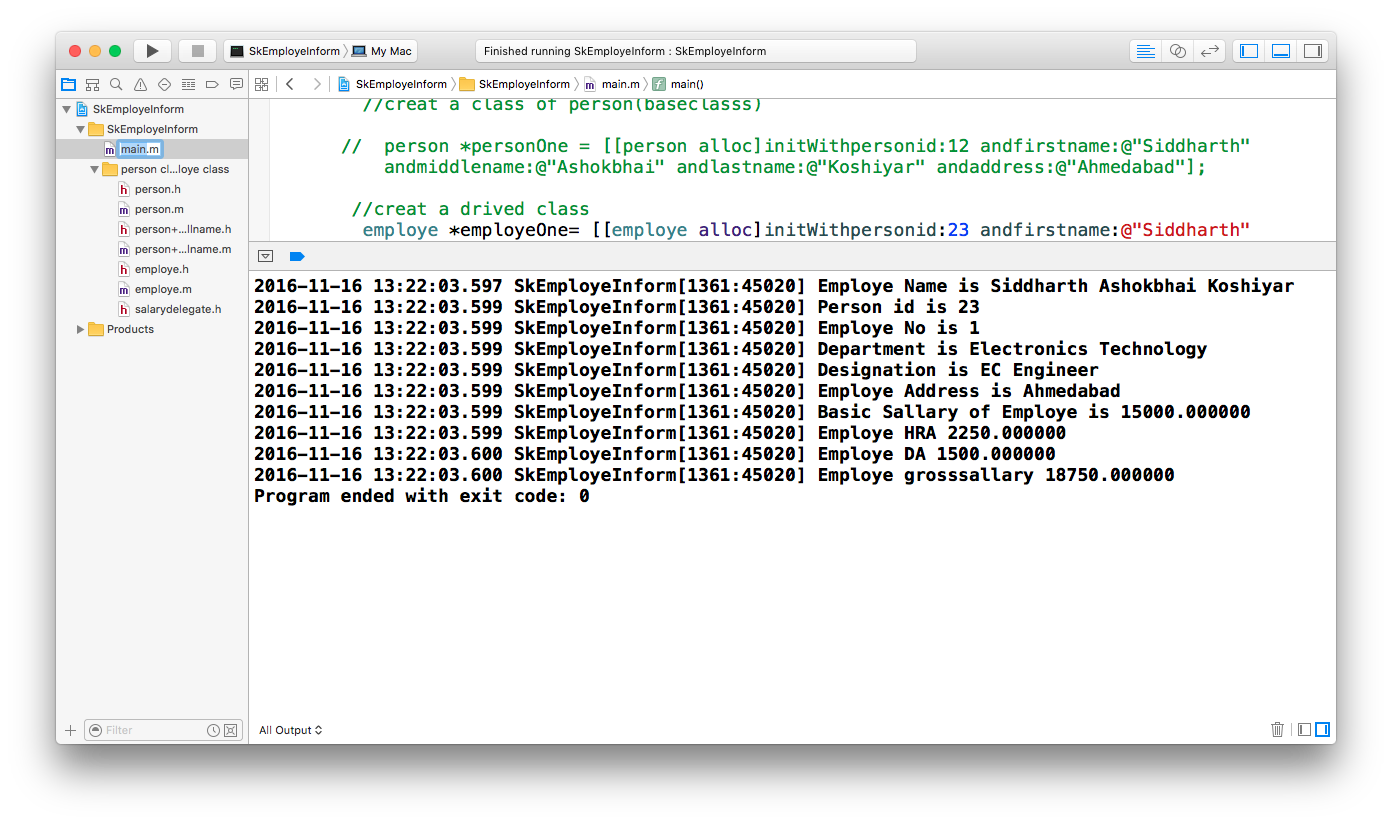 SkEmployeInform My Mac Finished running SkEmployeInform : SkEmployeInform
SkEmployeInform SkEmployeInform main.m main()
SkEmployeInform
SkEmployeInform
main.m
person cl...loye class
person.h
person.m
person+...llname.h
person+...lname.m
employe.h
employe.m
salarydelegate.h
Products
//creat a class of person(baseclasss)
// person *personOne = [[person alloc]initWithpersonid:12 andfirstname:@"Siddharth"
andmiddlename:@"Ashokbhai" andlastname:@"Koshiyar" andaddress:@"Ahmedabad"];
//creat a drived class
employe *employeOne= [[employe alloc]initWithpersonid:23 andfirstname:@"Siddharth"
2016-11-16 13:22:03.597 SkEmployeInform[1361:45020] Employe Name is Siddharth Ashokbhai Koshiyar
2016-11-16 13:22:03.599 SkEmployeInform[1361:45020] Person id is 23
2016-11-16 13:22:03.599 SkEmployeInform[1361:45020] Employe No is 1
2016-11-16 13:22:03.599 SkEmployeInform[1361:45020] Department is Electronics Technology
2016-11-16 13:22:03.599 SkEmployeInform[1361:45020] Designation is EC Engineer
2016-11-16 13:22:03.599 SkEmployeInform[1361:45020] Employe Address is Ahmedabad
2016-11-16 13:22:03.599 SkEmployeInform[1361:45020] Basic Sallary of Employe is 15000.000000
2016-11-16 13:22:03.599 SkEmployeInform[1361:45020] Employe HRA 2250.000000
2016-11-16 13:22:03.600 SkEmployeInform[1361:45020] Employe DA 1500.000000
2016-11-16 13:22:03.600 SkEmployeInform[1361:45020] Employe grosssallary 18750.000000
Program ended with exit code: 0
Filter
All Output